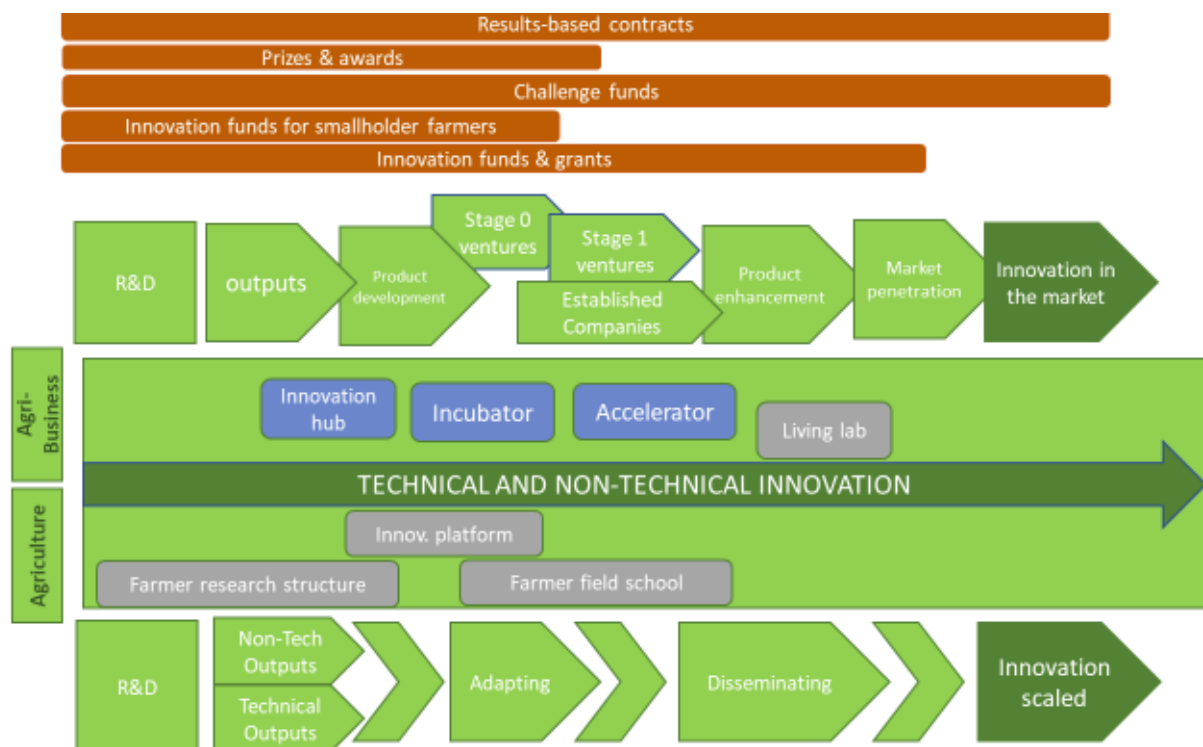 Results-based contracts
Prizes & awards
Challenge funds
Innovation funds for smallholder farmers
Innovation funds & grants
R&D
outputs
Product
development
Stage 0
ventures
Stage 1
ventures
Established
Companies
Product
enhancement
Market
penetration
Innovation in
the market
Agri-
Business
Innovation
hub
Incubator
Accelerator
Living lab
TECHNICAL AND NON-TECHNICAL INNOVATION
Agriculture
Innov. platform
Farmer research structure
Farmer field school
R&D
Non-Tech
Outputs
Technical
Outputs
Adapting
Disseminating
Innovation
scaled